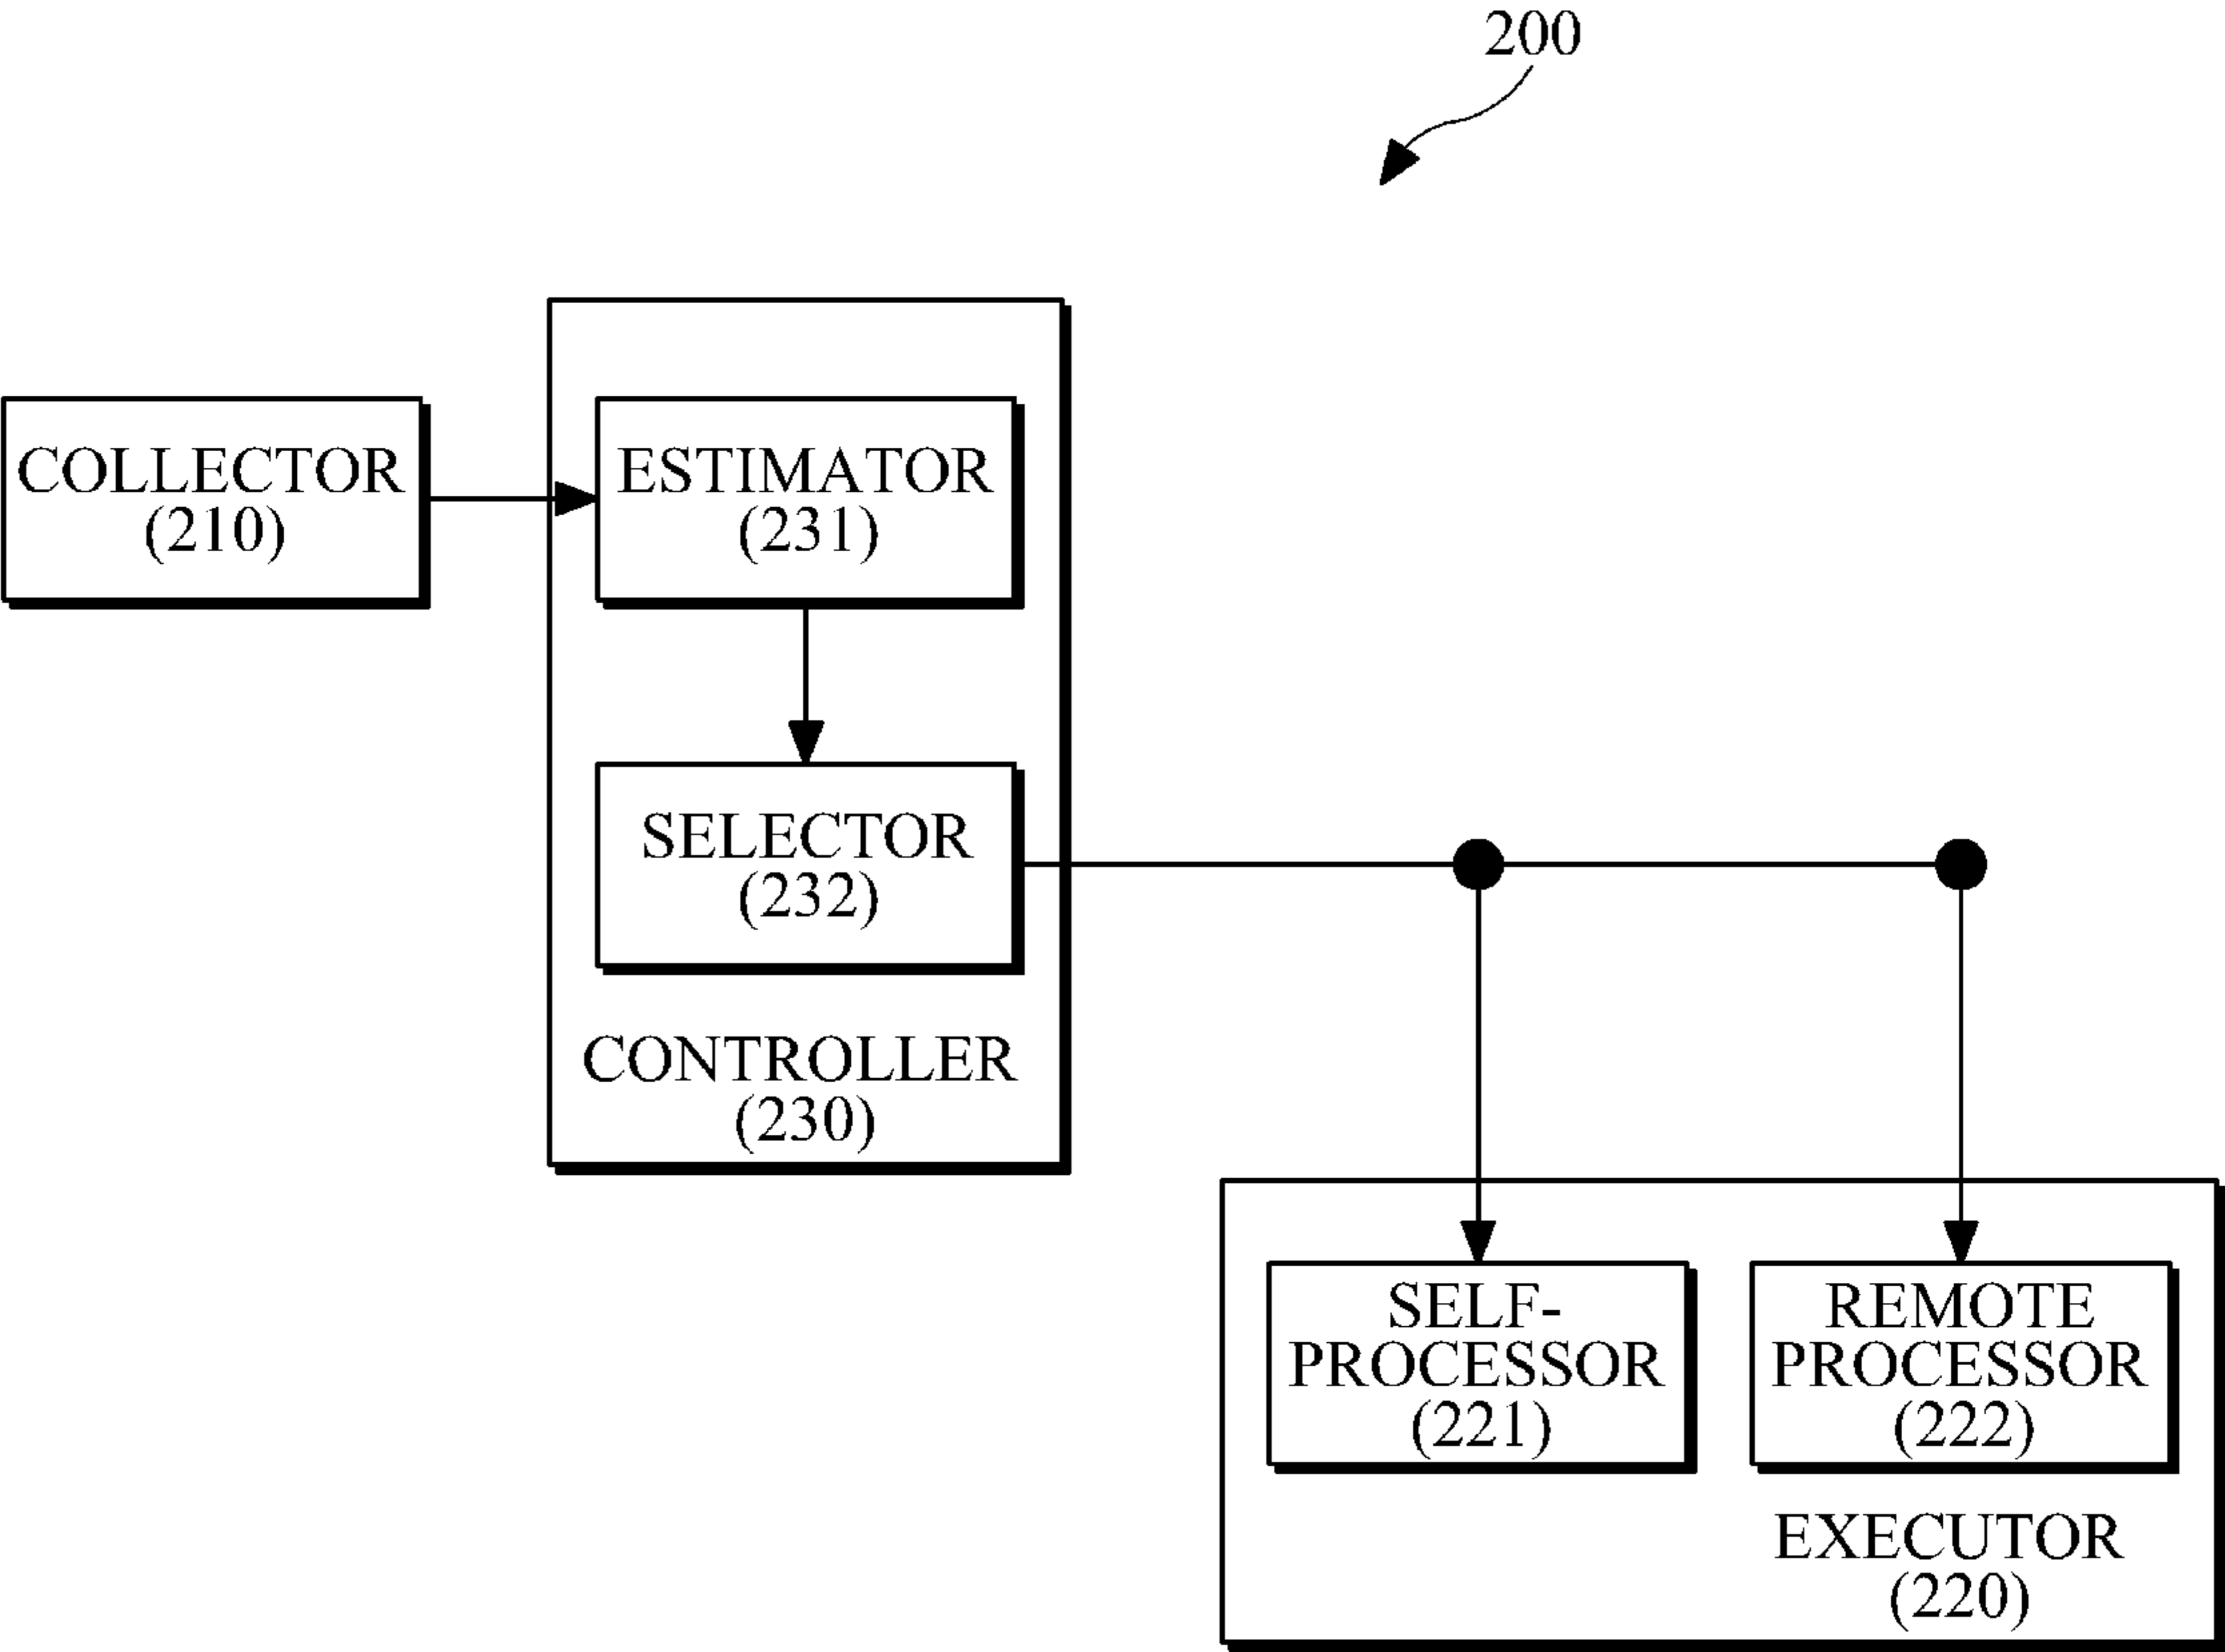 200
COLLECTOR
(210)
ESTIMATOR
(231)
SELECTOR
(232)
CONTROLLER
(230)
SELF-
PROCESSOR
(221)
REMOTE
PROCESSOR
(222)
EXECUTOR
(220)